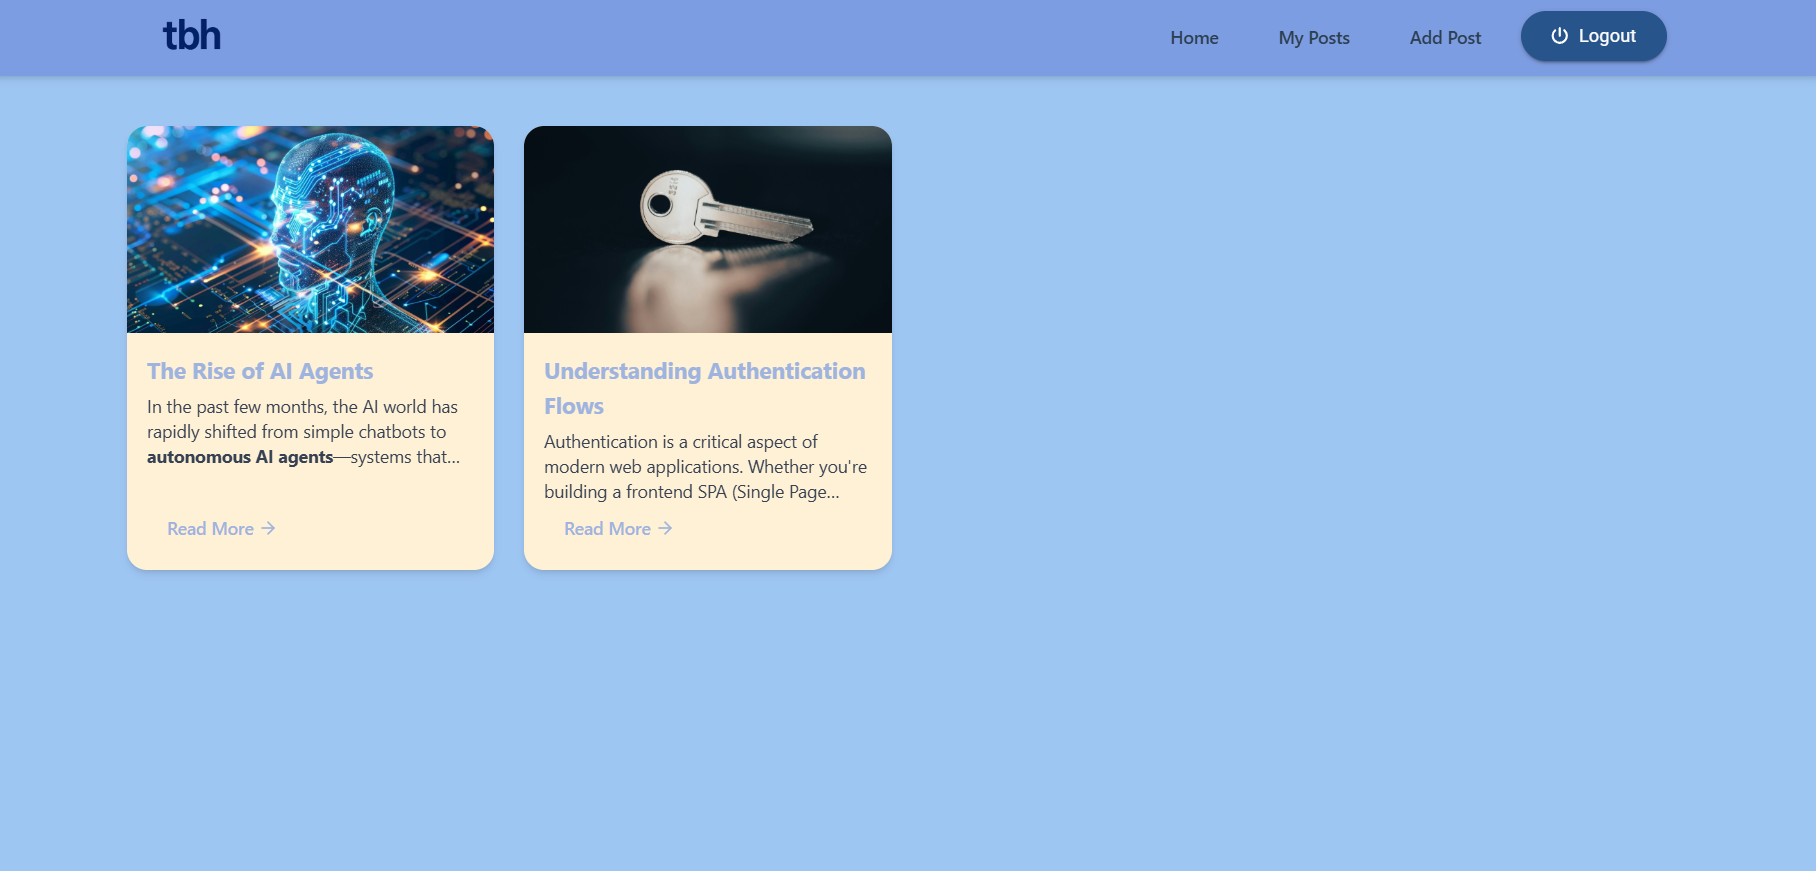 tbh
Home
My Posts
Add Post
Logout
The Rise of AI Agents
In the past few months, the AI world has
rapidly shifted from simple chatbots to
autonomous AI agents—systems that...
Read More →
Understanding Authentication
Flows
Authentication is a critical aspect of
modern web applications. Whether you're
building a frontend SPA (Single Page...
Read More →